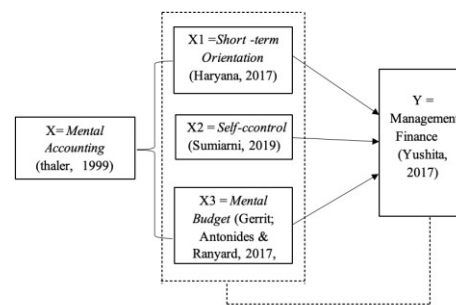 X1 =Short -term
Orientation
(Haryana, 2017)
X= Mental
Accounting
(thaler, 1999)
X2 = Self-ccontrol
(Sumiarni, 2019)
X3 = Mental
Budget (Gerrit;
Antonides &
Ranyard, 2017,
Y =
Management
Finance
(Yushita,
2017)